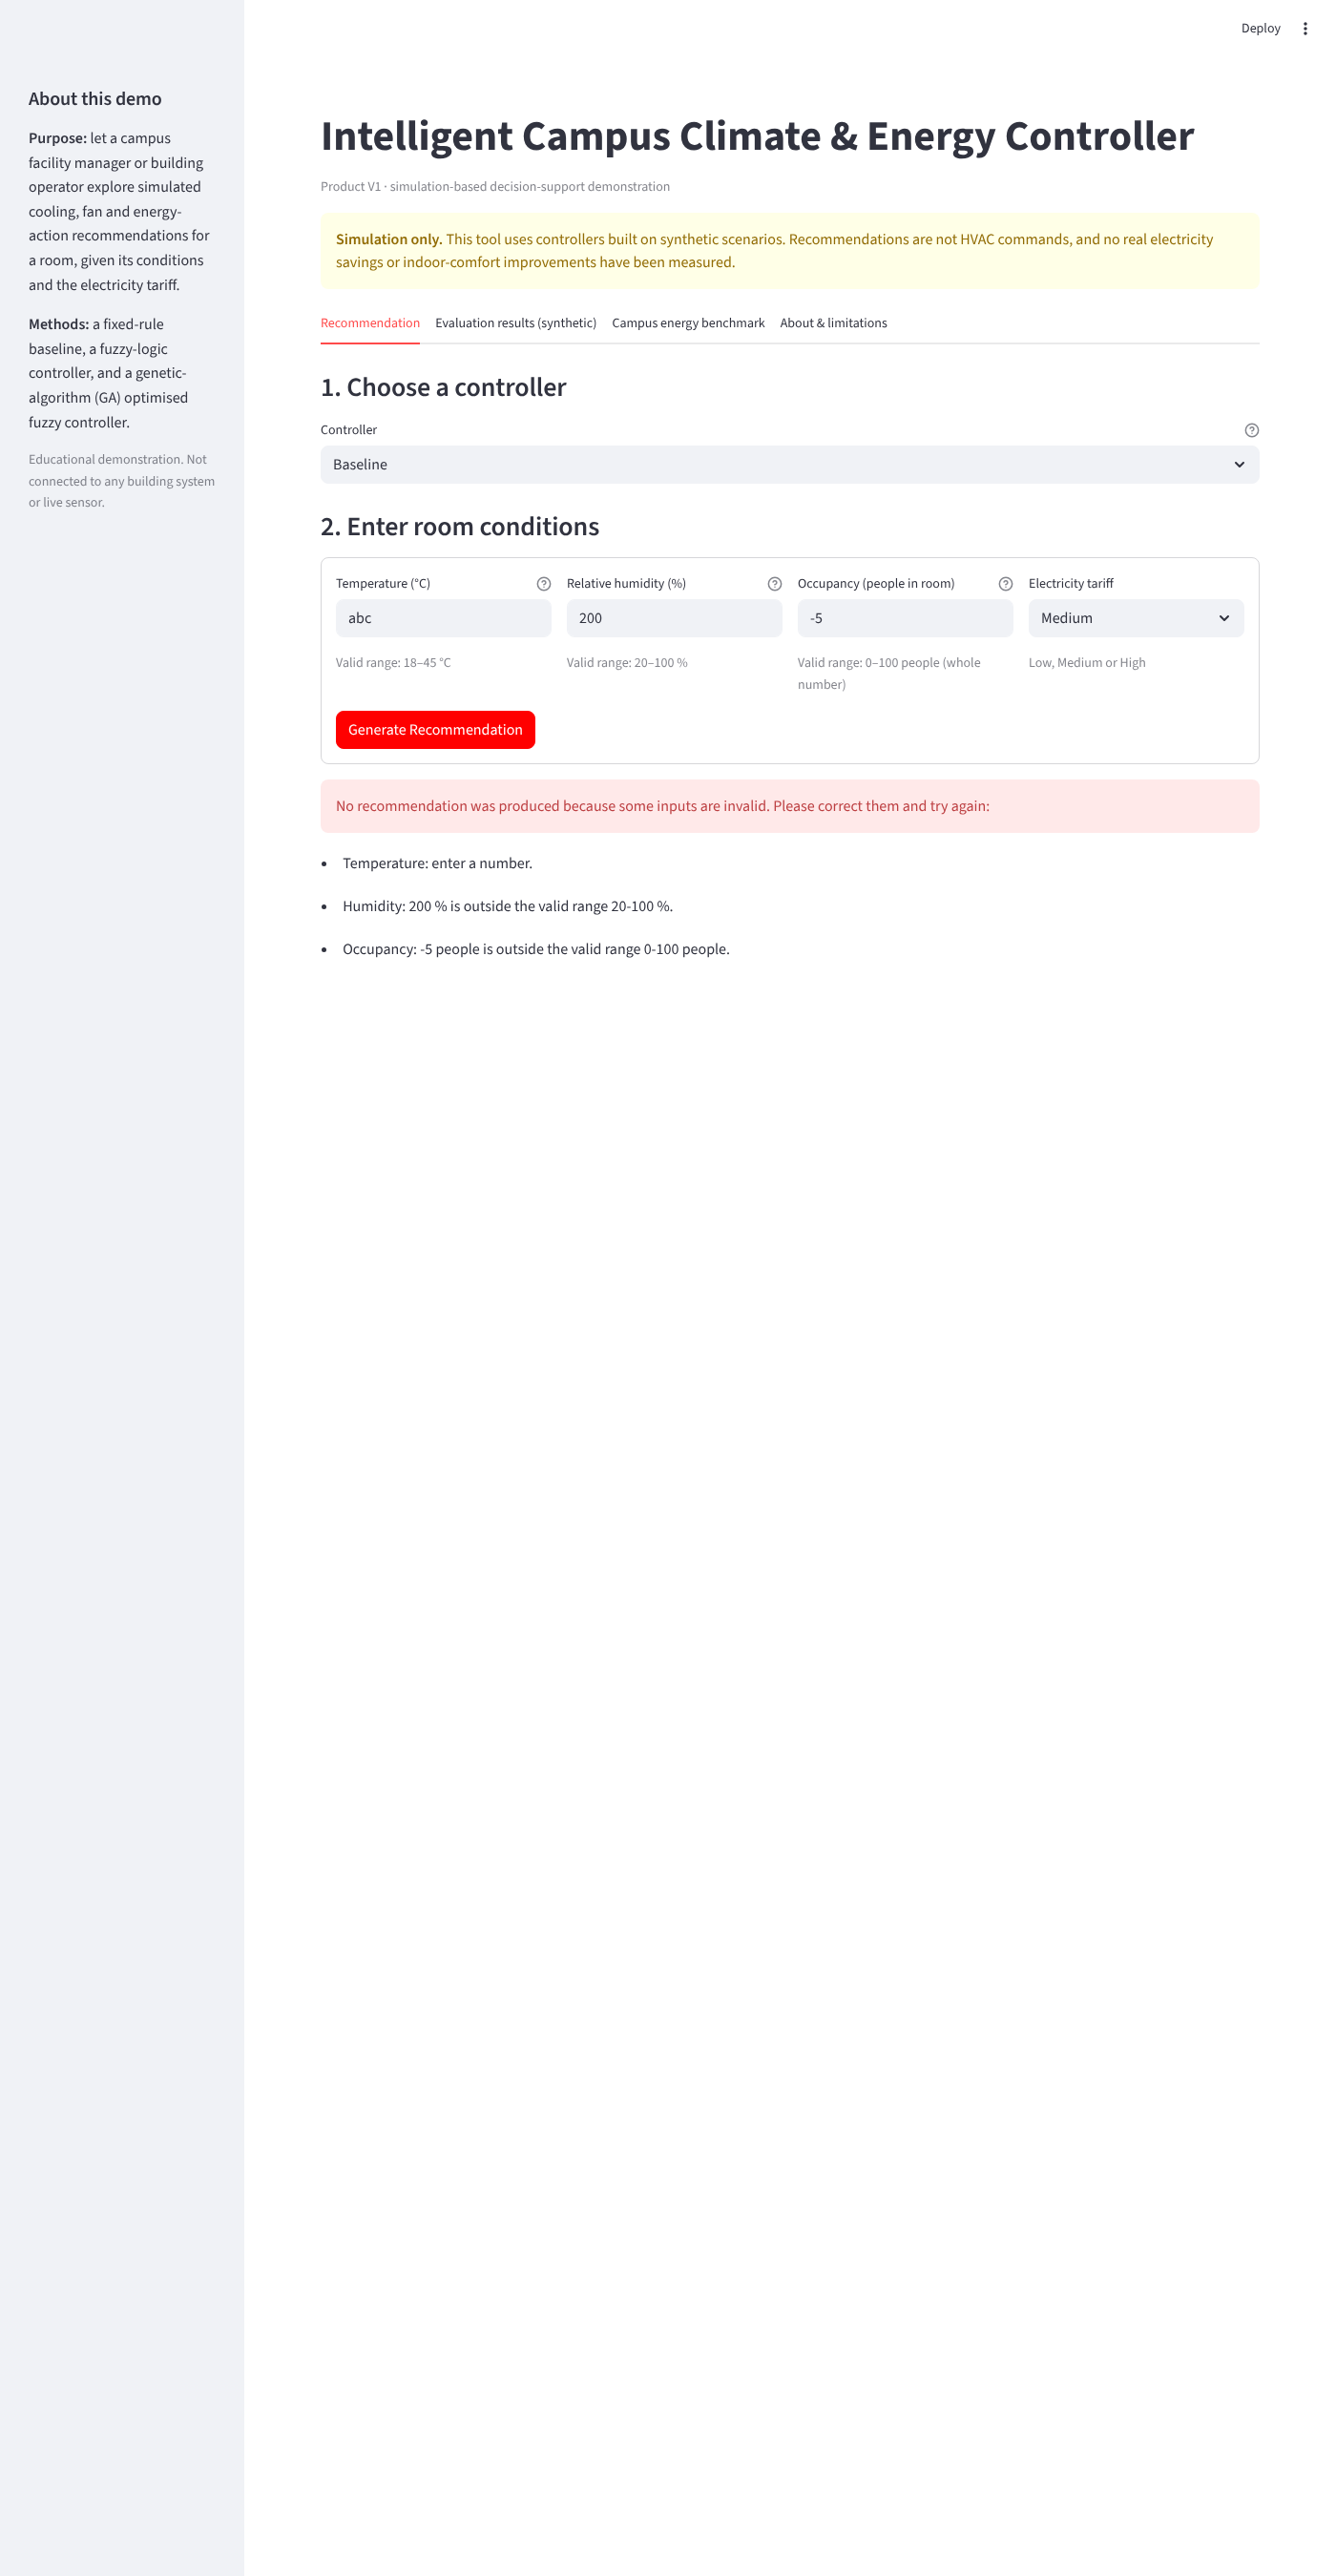 Deploy
About this demo
Purpose: let a campus
facility manager or building
operator explore simulated
cooling, fan and energy-
action recommendations for
a room, given its conditions
and the electricity tariff.
Methods: a fixed-rule
baseline, a fuzzy-logic
controller, and a genetic-
algorithm (GA) optimised
fuzzy controller.
Educational demonstration. Not
connected to any building system
or live sensor.
Intelligent Campus Climate & Energy Controller
Product V1 · simulation-based decision-support demonstration
Simulation only. This tool uses controllers built on synthetic scenarios. Recommendations are not HVAC commands, and no real electricity
savings or indoor-comfort improvements have been measured.
Recommendation Evaluation results (synthetic) Campus energy benchmark About & limitations
1. Choose a controller
Controller
Baseline
2. Enter room conditions
Temperature (°C) Relative humidity (%) Occupancy (people in room) Electricity tariff
abc 200 -5 Medium
Valid range: 18–45 °C Valid range: 20–100 % Valid range: 0–100 people (whole Low, Medium or High
number)
Generate Recommendation
No recommendation was produced because some inputs are invalid. Please correct them and try again:
• Temperature: enter a number.
• Humidity: 200 % is outside the valid range 20-100 %.
• Occupancy: -5 people is outside the valid range 0-100 people.